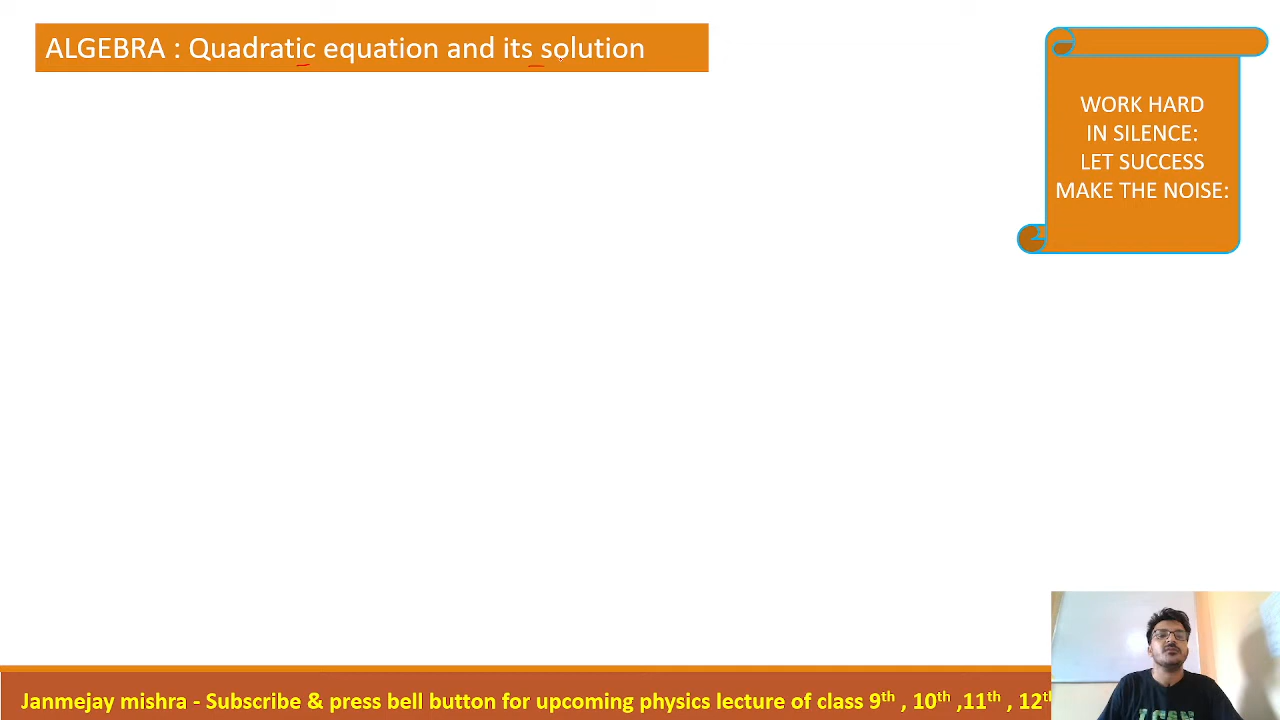 ALGEBRA : Quadratic equation and its solution
WORK HARD
IN SILENCE:
LET SUCCESS
MAKE THE NOISE:
Janmejay mishra - Subscribe & press bell button for upcoming physics lecture of class 9th , 10th ,11th , 12th